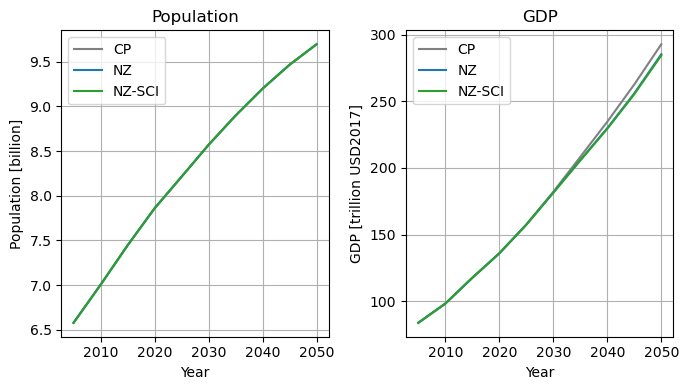 Population
Population [billion]
9.5
9.0
8.5
8.0
7.5
7.0
6.5
CP
NZ
NZ-SCI
2010 2020 2030 2040 2050
Year
GDP
GDP [trillion USD2017]
300
250
200
150
100
CP
NZ
NZ-SCI
2010 2020 2030 2040 2050
Year